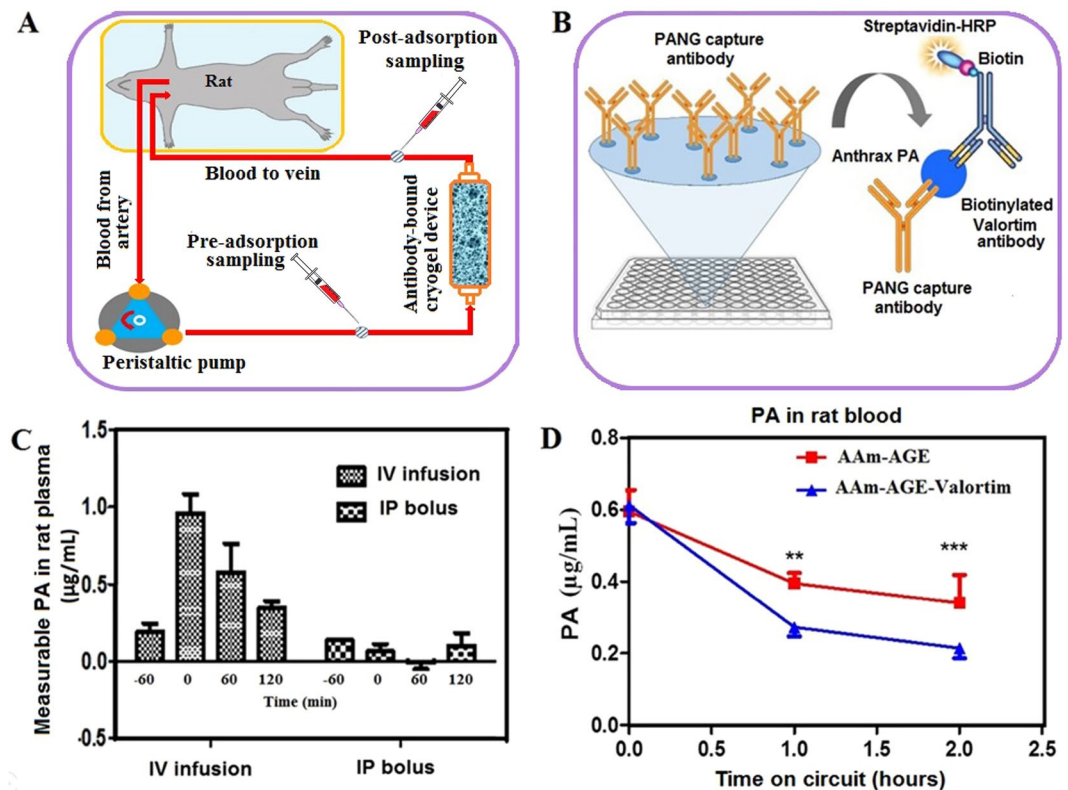 A
Rat
Post-adsorption
sampling
Blood to vein
Blood from
artery
Pre-adsorption
sampling
Antibody-bound
cryogel device
Peristaltic pump
B
PANG capture
antibody
Streptavidin-HRP
Biotin
Anthrax PA
Biotinylated
Valortim
antibody
PANG capture
antibody
C
Measurable PA in rat plasma
(µg/mL)
1.5
1.0
0.5
0.0
-0.5
IV infusion
IP bolus
-60 0 60 120 -60 0 60 120
Time (min)
IV infusion IP bolus
D
PA in rat blood
PA (µg/mL)
0.8
0.6
0.4
0.2
0.0
AAm-AGE
AAm-AGE-Valortim
**
***
0.0 0.5 1.0 1.5 2.0 2.5
Time on circuit (hours)